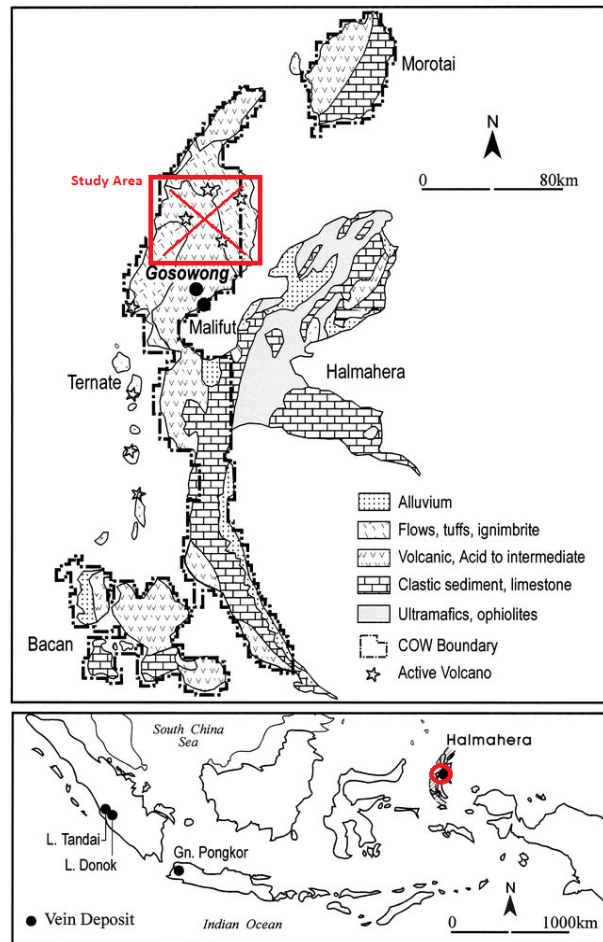 Morotai
N
0 80km
Study Area
Gosowong
Malifut
Ternate
Halmahera
Alluvium
Flows, tuffs, ignimbrite
Volcanic, Acid to intermediate
Clastic sediment, limestone
Ultramafics, ophiolites
COW Boundary
Active Volcano
Bacan
South China
Sea
Halmahera
L. Tandai
L. Donok
Gn. Pongkor
N
Vein Deposit
Indian Ocean
0 1000km